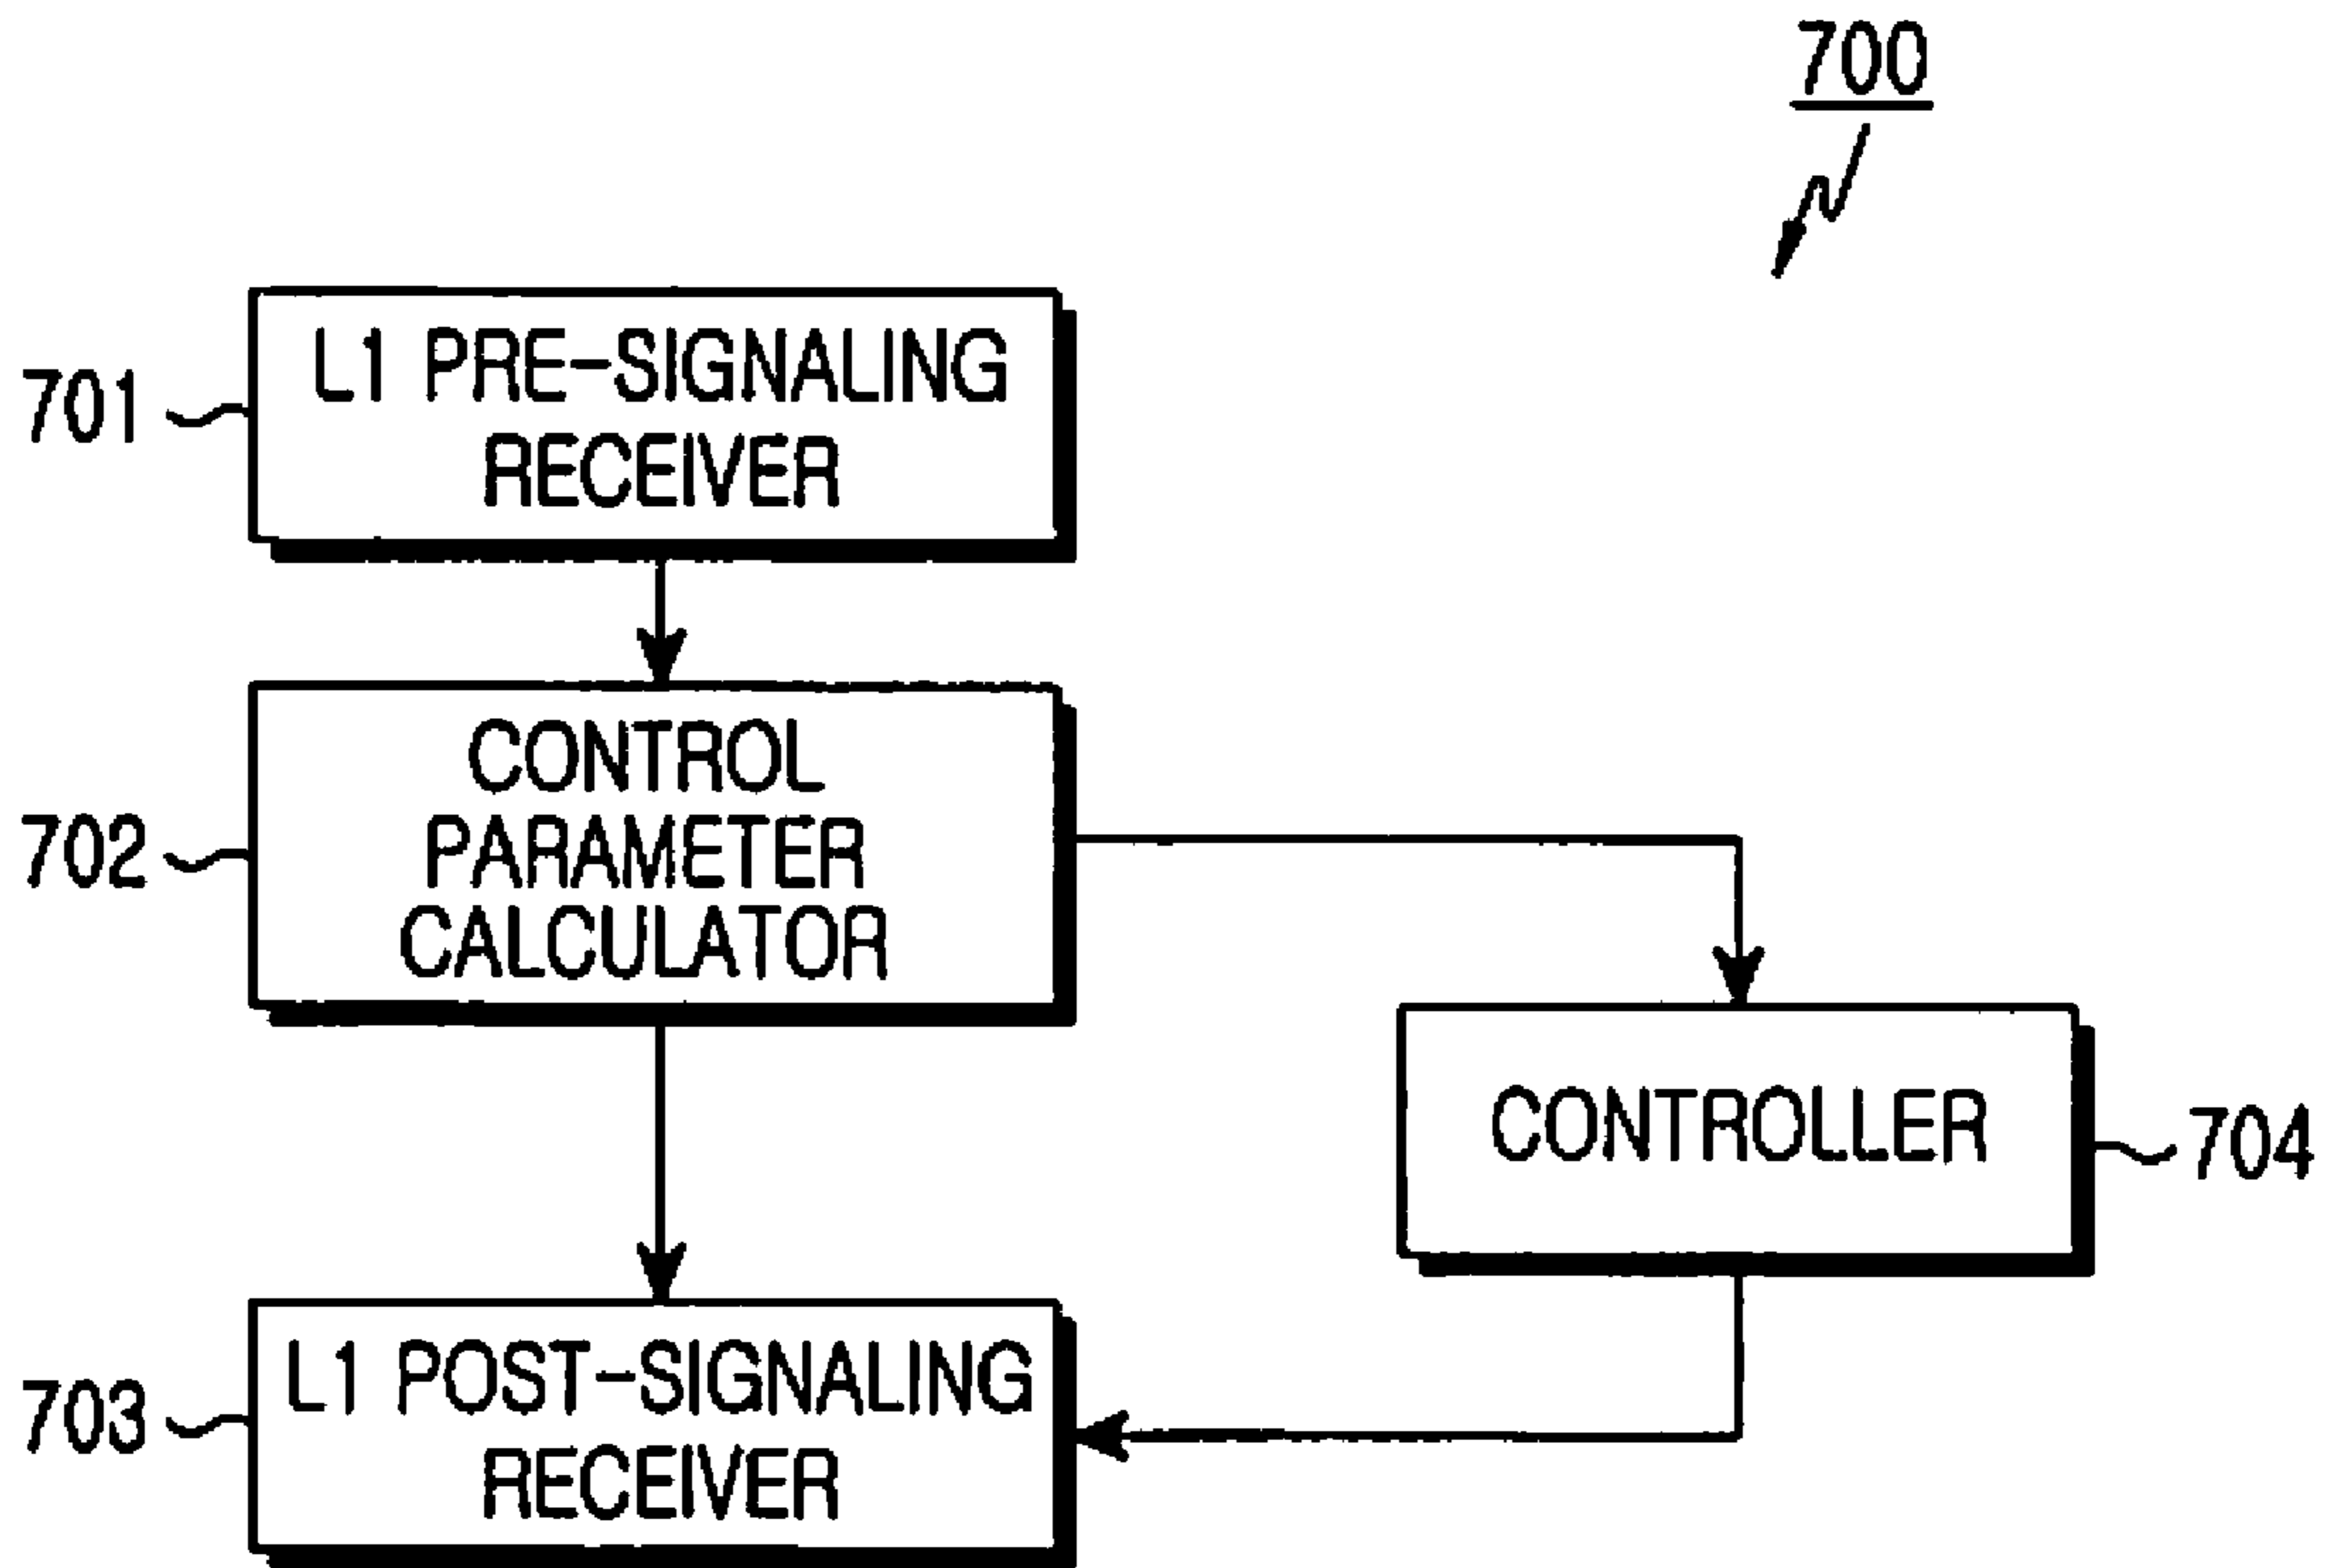 700
701
L1 PRE-SIGNALING
RECEIVER
702
CONTROL
PARAMETER
CALCULATOR
CONTROLLER
704
703
L1 POST-SIGNALING
RECEIVER